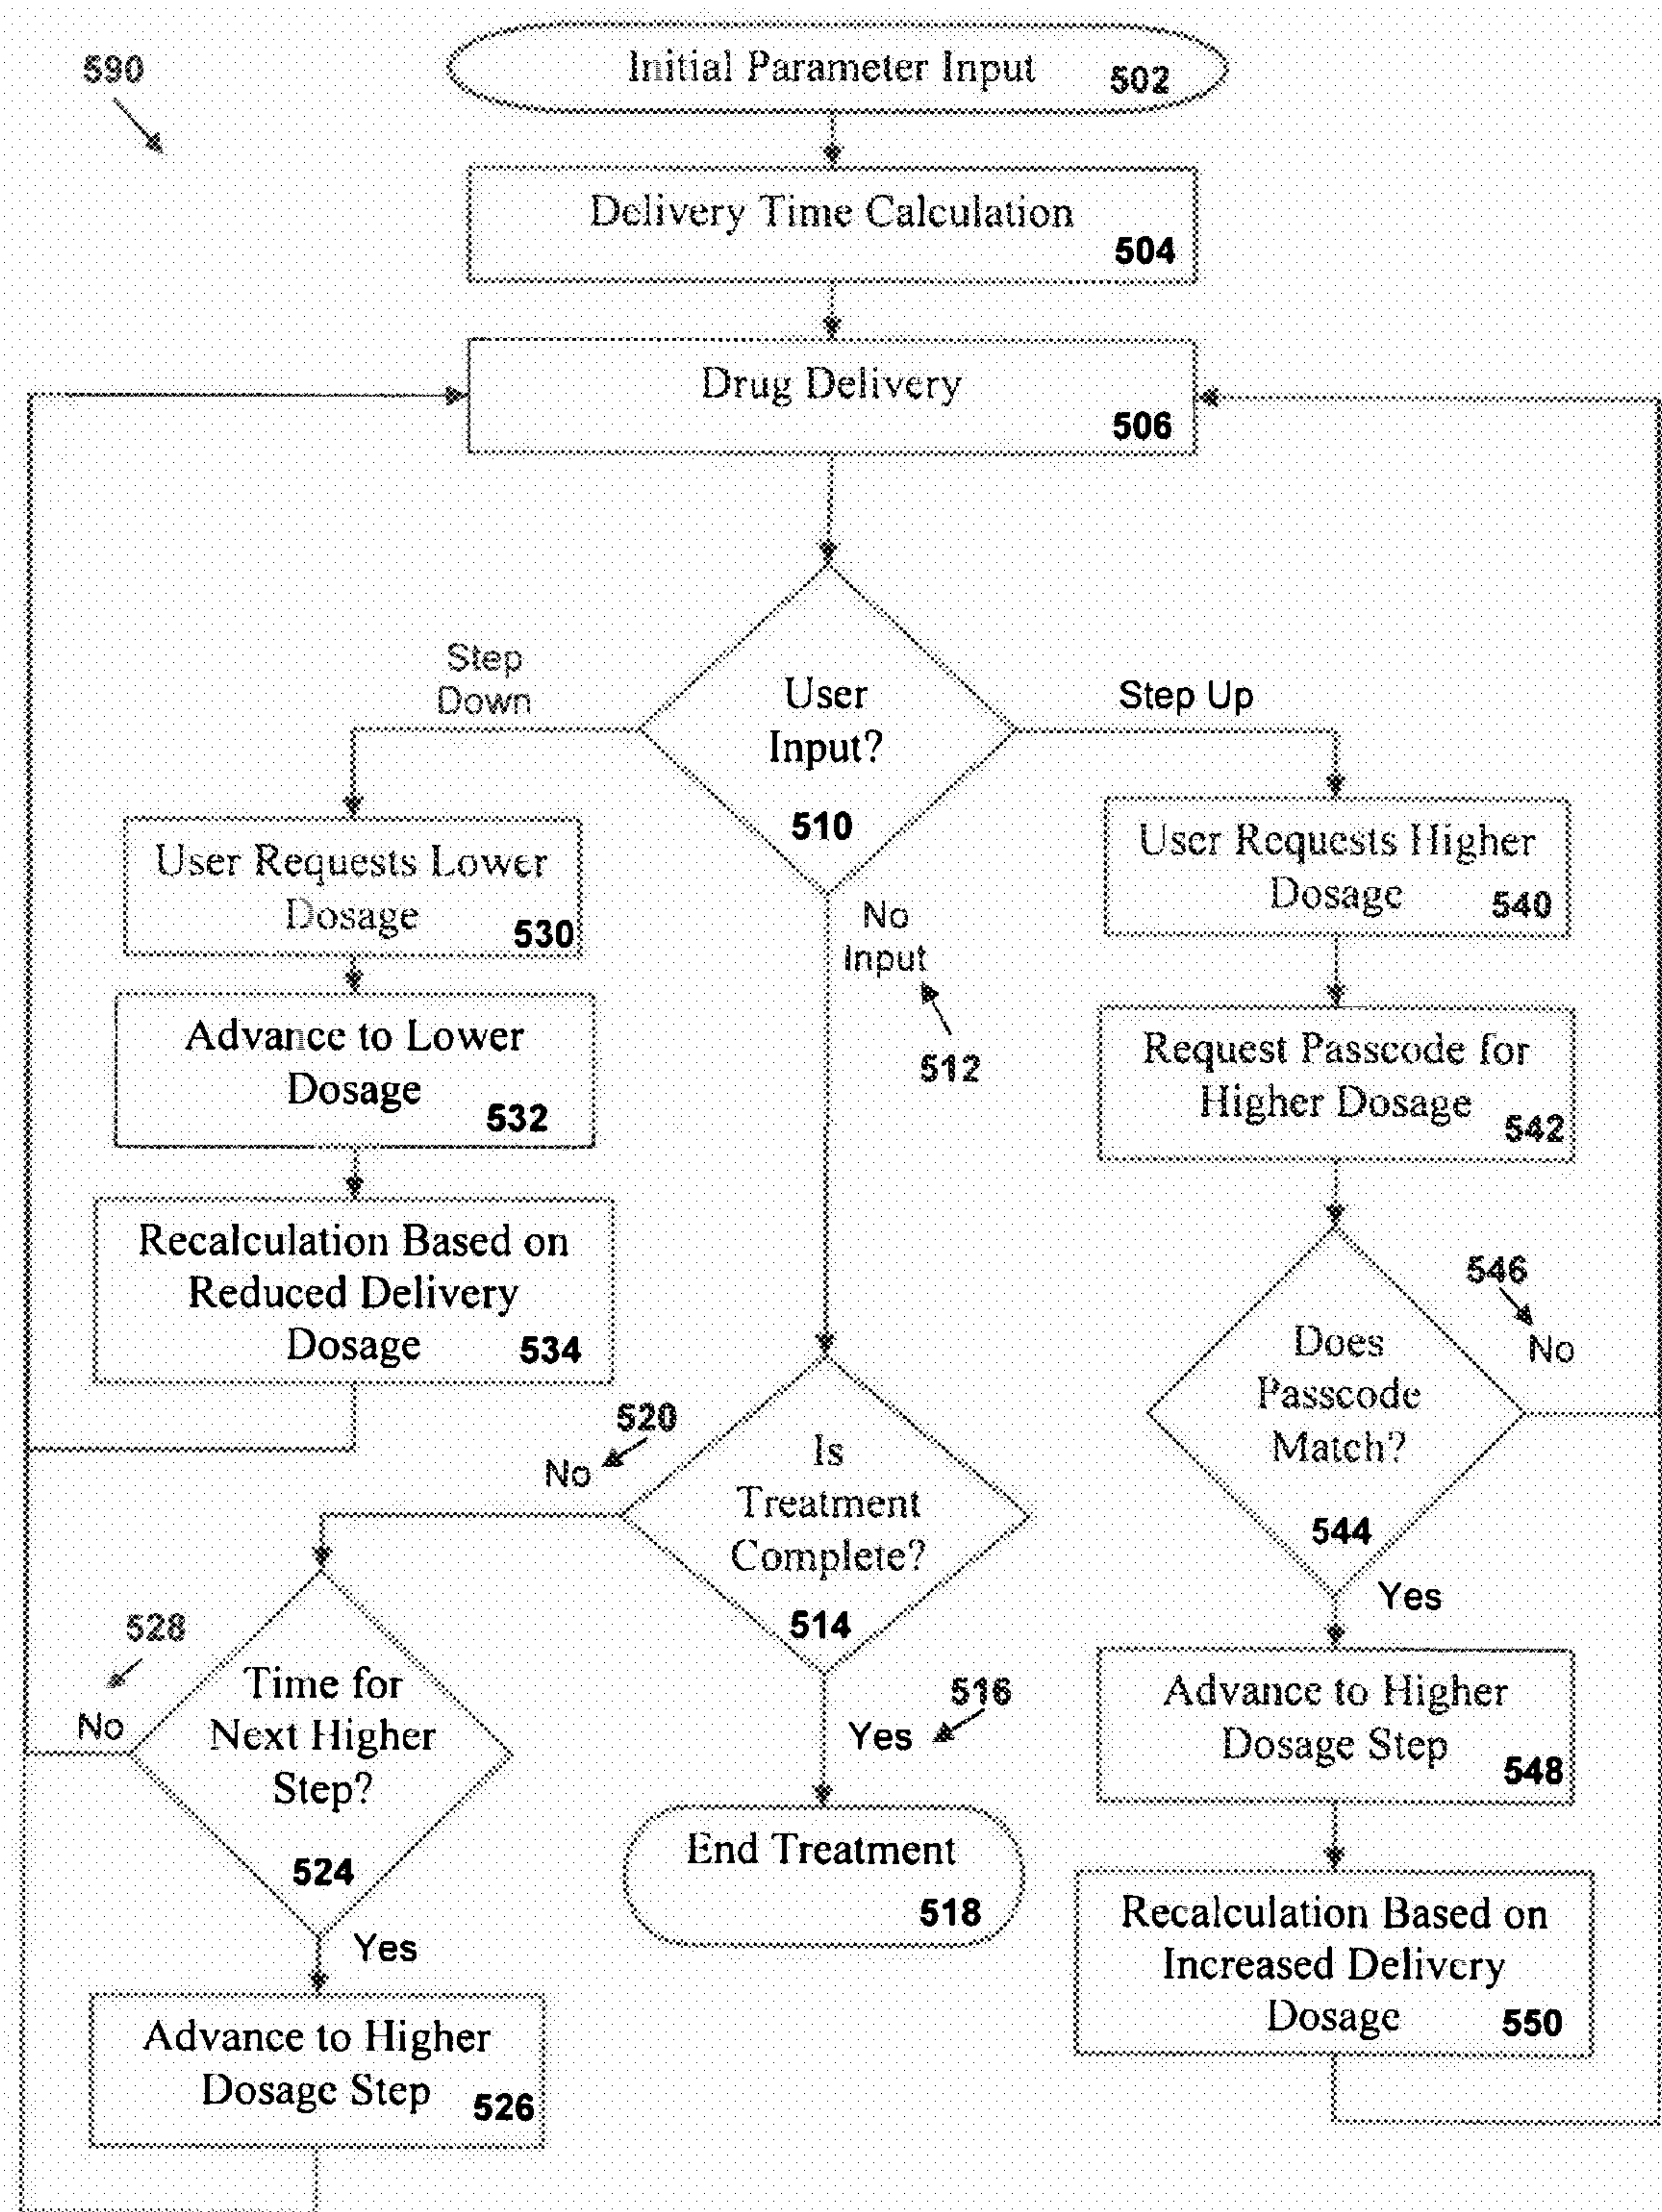 590
Initial Parameter Input 502
Delivery Time Calculation
504
Drug Delivery
506
Step
Down
User
Input?
510
Step Up
User Requests Lower
Dosage 530
No
Input
512
User Requests Higher
Dosage 540
Advance to Lower
Dosage
532
Request Passcode for
Higher Dosage
542
Recalculation Based on
Reduced Delivery
Dosage 534
Does
Passcode
Match?
544
546
No
Yes
520
No
Is
Treatment
Complete?
514
516
Yes
528
No
Time for
Next Higher
Step?
524
Yes
End Treatment
518
Advance to Higher
Dosage Step
548
Advance to Higher
Dosage Step 526
Recalculation Based on
Increased Delivery
Dosage 550